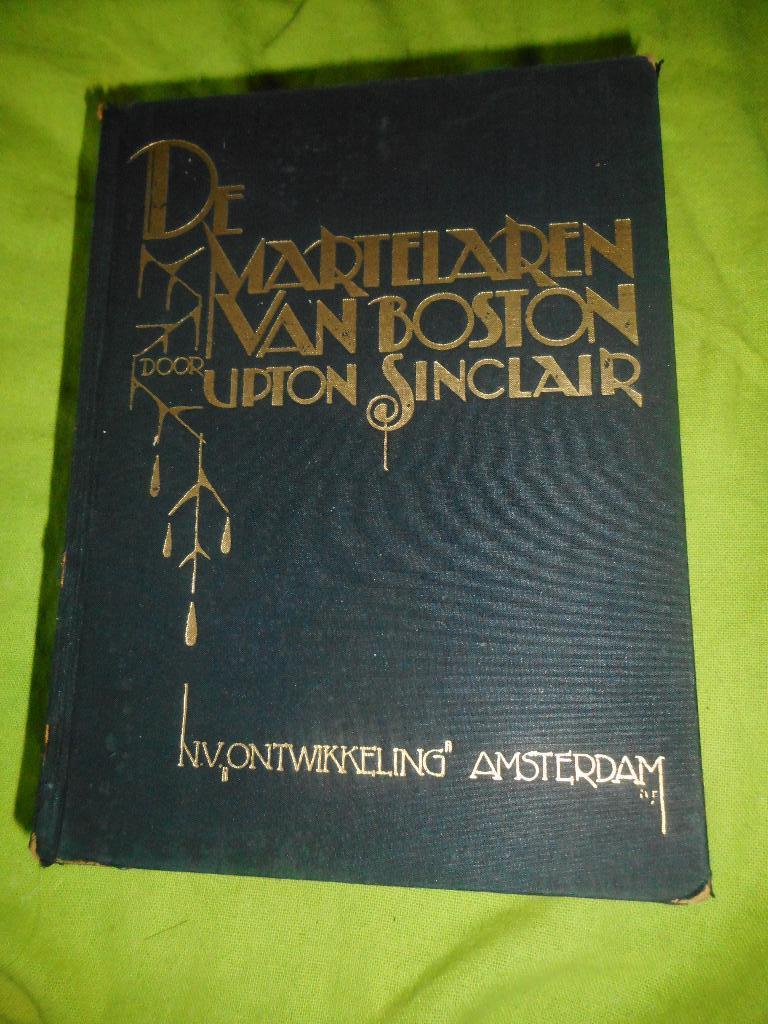 De
Martelaren
van Boston
door Upton Sinclair
N.V. „Ontwikkeling" Amsterdam